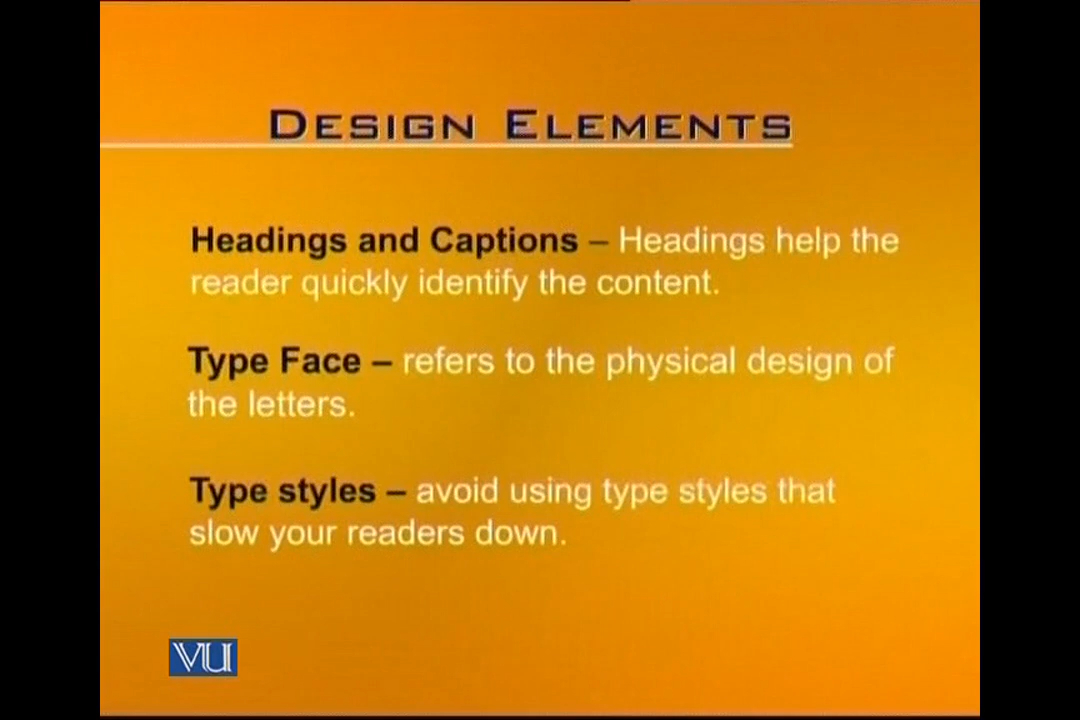 DESIGN ELEMENTS
Headings and Captions – Headings help the
reader quickly identify the content.
Type Face – refers to the physical design of
the letters.
Type styles – avoid using type styles that
slow your readers down.
VU